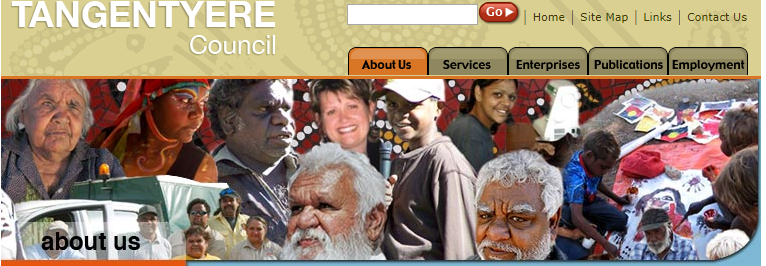 TANGENTYERE
Council
Go
Home
Site Map
Links
Contact Us
About Us
Services
Enterprises
Publications
Employment
about us